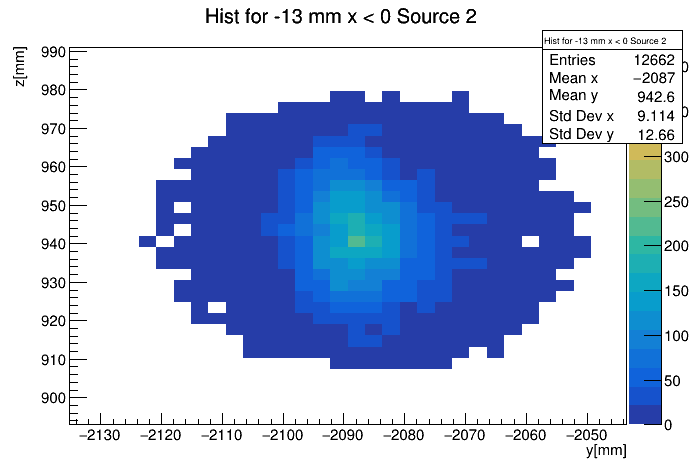 Hist for -13 mm x < 0 Source 2
Hist for -13 mm x < 0 Source 2
Entries 12662
Mean x −2087
Mean y 942.6
Std Dev x 9.114
Std Dev y 12.66
z[mm]
990
980
970
960
950
940
930
920
910
900
300
250
200
150
100
50
0
−2130 −2120 −2110 −2100 −2090 −2080 −2070 −2060 −2050
y[mm]